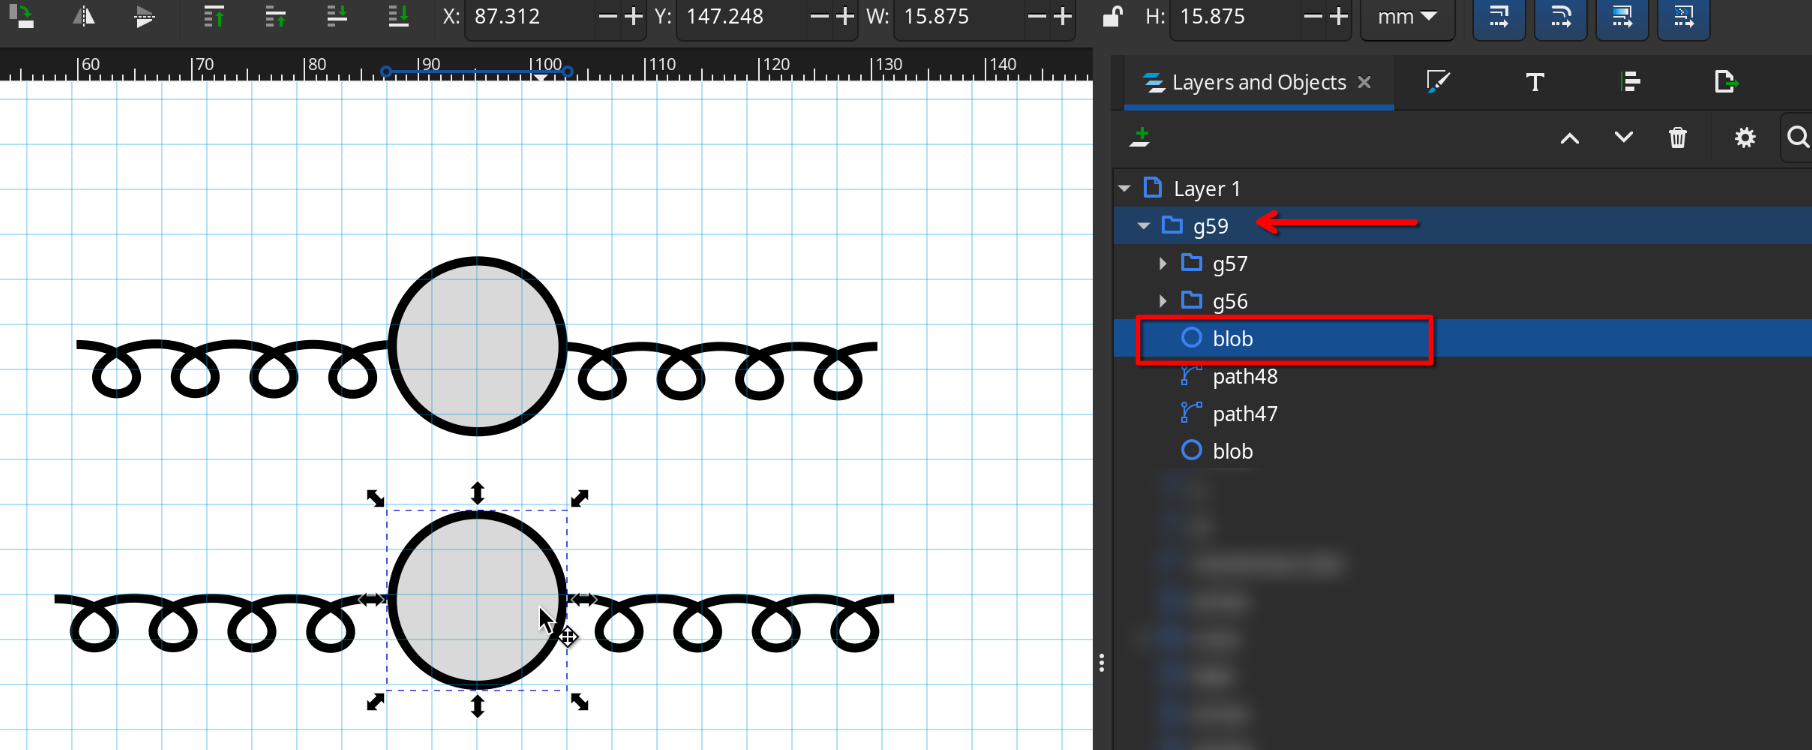 X: 87.312 Y: 147.248 W: 15.875 H: 15.875 mm
60 70 80 90 100 110 120 130 140
Layers and Objects
Layer 1
g59
g57
g56
blob
path48
path47
blob